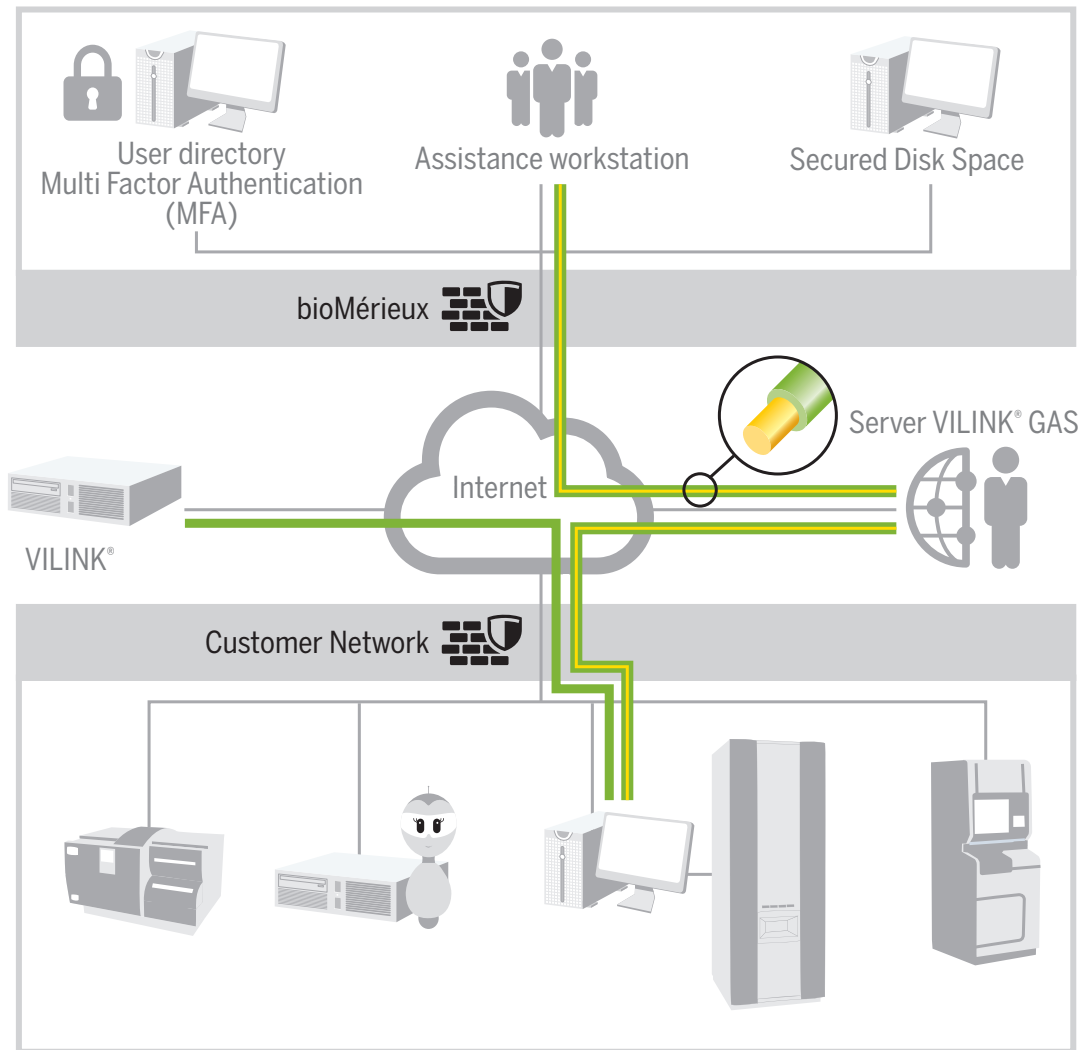 User directory
Multi Factor Authentication
(MFA)
Assistance workstation
Secured Disk Space
bioMérieux
Server VILINK® GAS
Internet
VILINK®
Customer Network